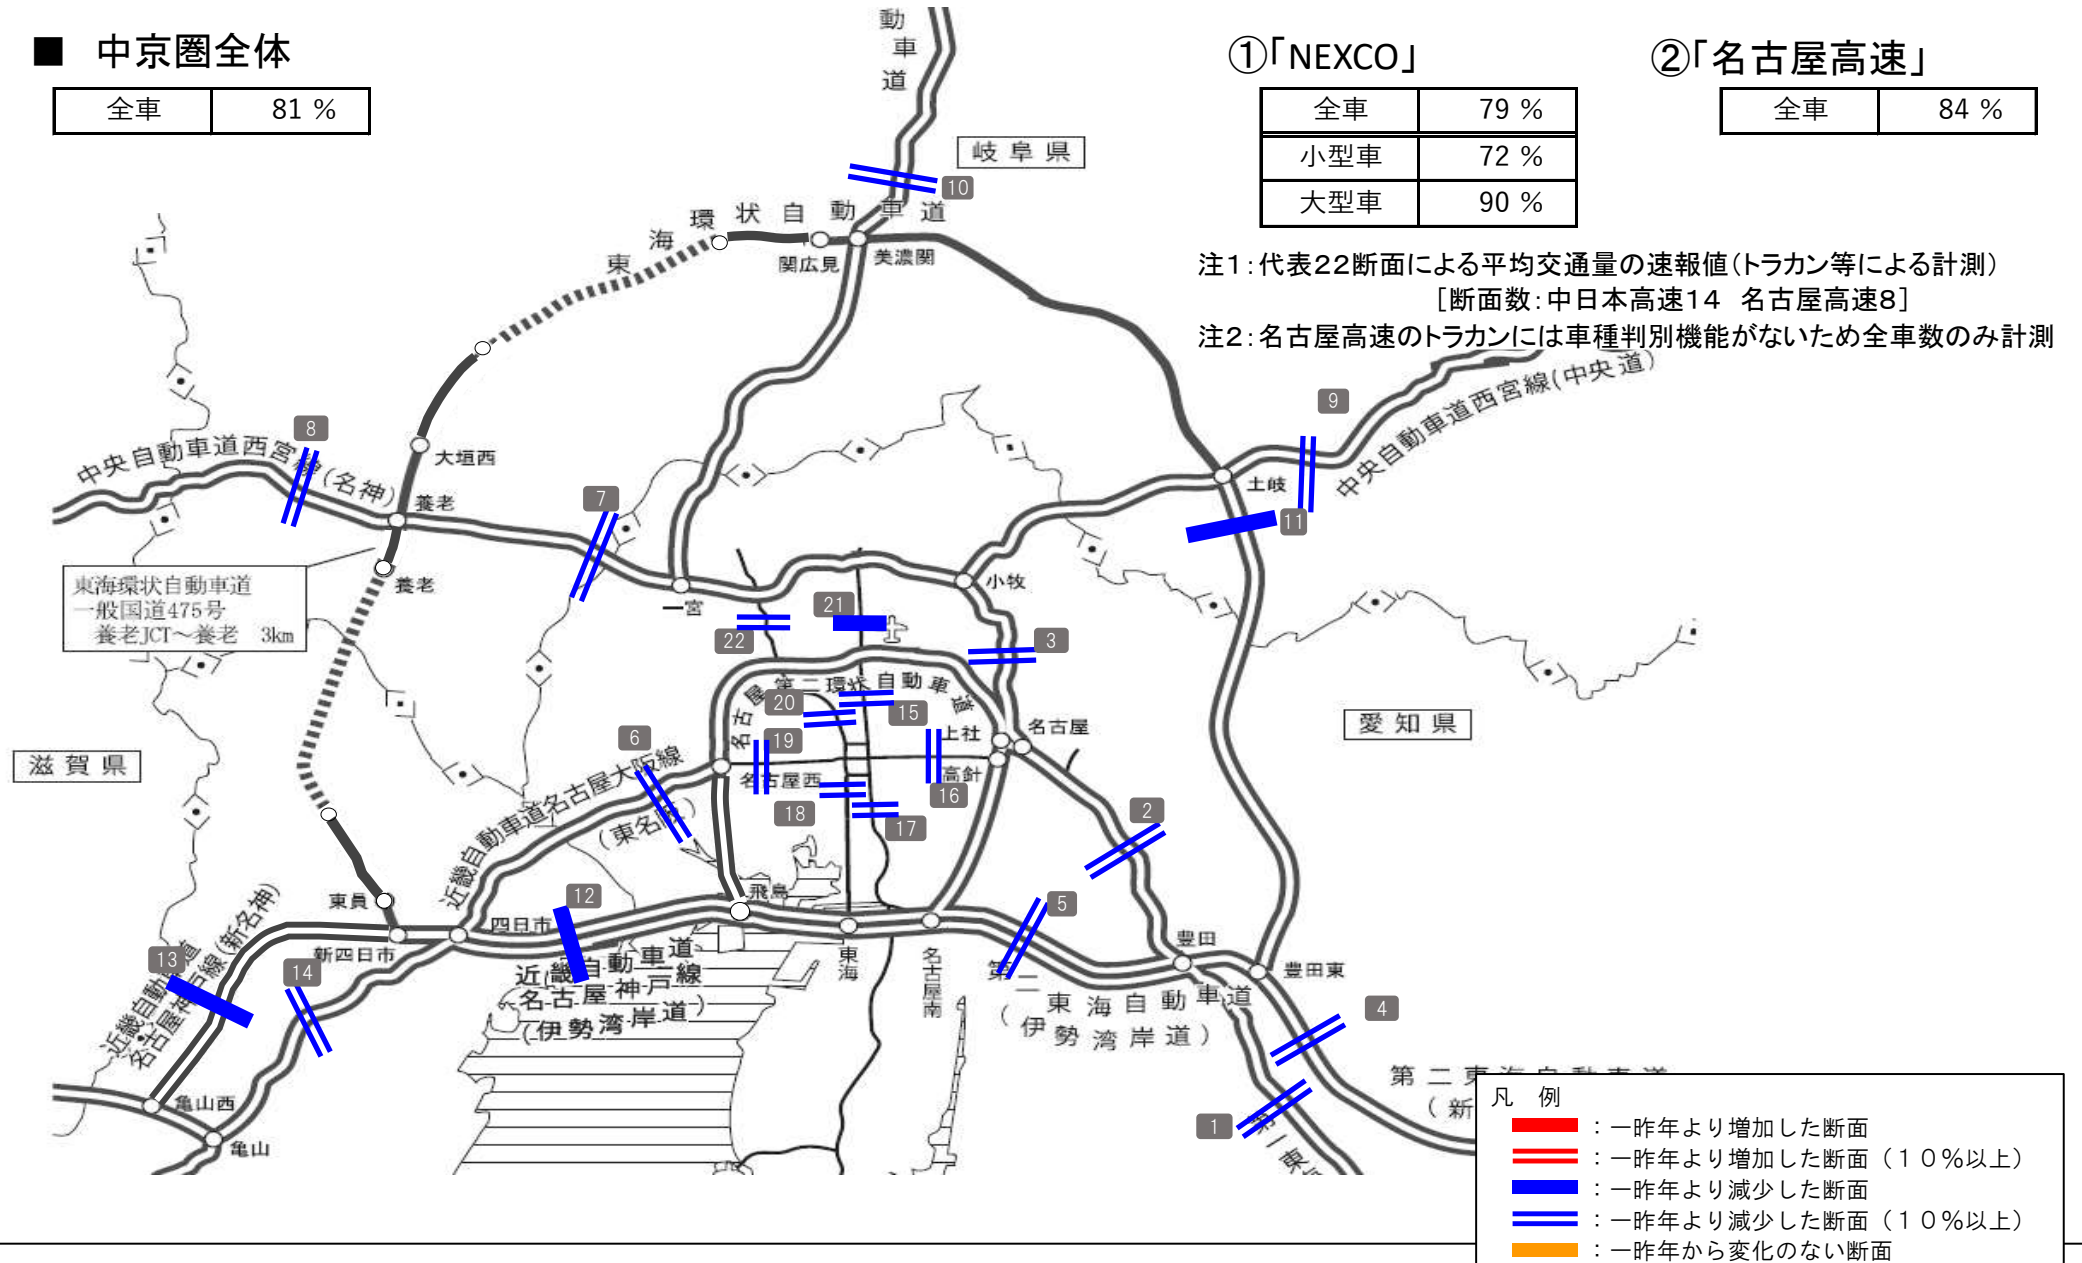 ■ 中京圏全体
全車 81 %
①「NEXCO」
全車 79 %
小型車 72 %
大型車 90 %
②「名古屋高速」
全車 84 %
注1：代表22断面による平均交通量の速報値（トラカン等による計測）
［断面数：中日本高速14　名古屋高速8］
注2：名古屋高速のトラカンには車種判別機能がないため全車数のみ計測
動車道
岐阜県
10
東海環状自動車道
関広見
美濃関
9
中央自動車道西宮線(中央道)
8
中央自動車道西宮線(名神)
大垣西
養老
7
土岐
11
養老
東海環状自動車道
一般国道475号
養老JCT～養老　3km
一宮
小牧
21
22
3
名古屋第二環状自動車道
20
15
上社
名古屋
愛知県
滋賀県
6
19
名古屋西
高針
16
近畿自動車道名古屋大阪線
(東名阪)
18
17
2
飛島
東員
12
四日市
5
新四日市
東海
名古屋南
豊田
豊田東
13
14
近畿自動車道
名古屋神戸線(新名神)
近畿自動車道
名古屋神戸線
(伊勢湾岸道)
第二東海自動車道
(伊勢湾岸道)
4
亀山西
亀山
1
第一東
第二東海自動車道
(新
凡　例
：一昨年より増加した断面
：一昨年より増加した断面（１０％以上）
：一昨年より減少した断面
：一昨年より減少した断面（１０％以上）
：一昨年から変化のない断面